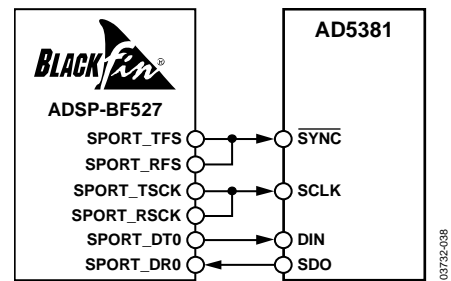 AD5381
BLACKfin®
ADSP-BF527
SPORT_TFS SYNC
SPORT_RFS
SPORT_TSCK SCLK
SPORT_RSCK
SPORT_DT0 DIN
SPORT_DR0 SDO
03732-038